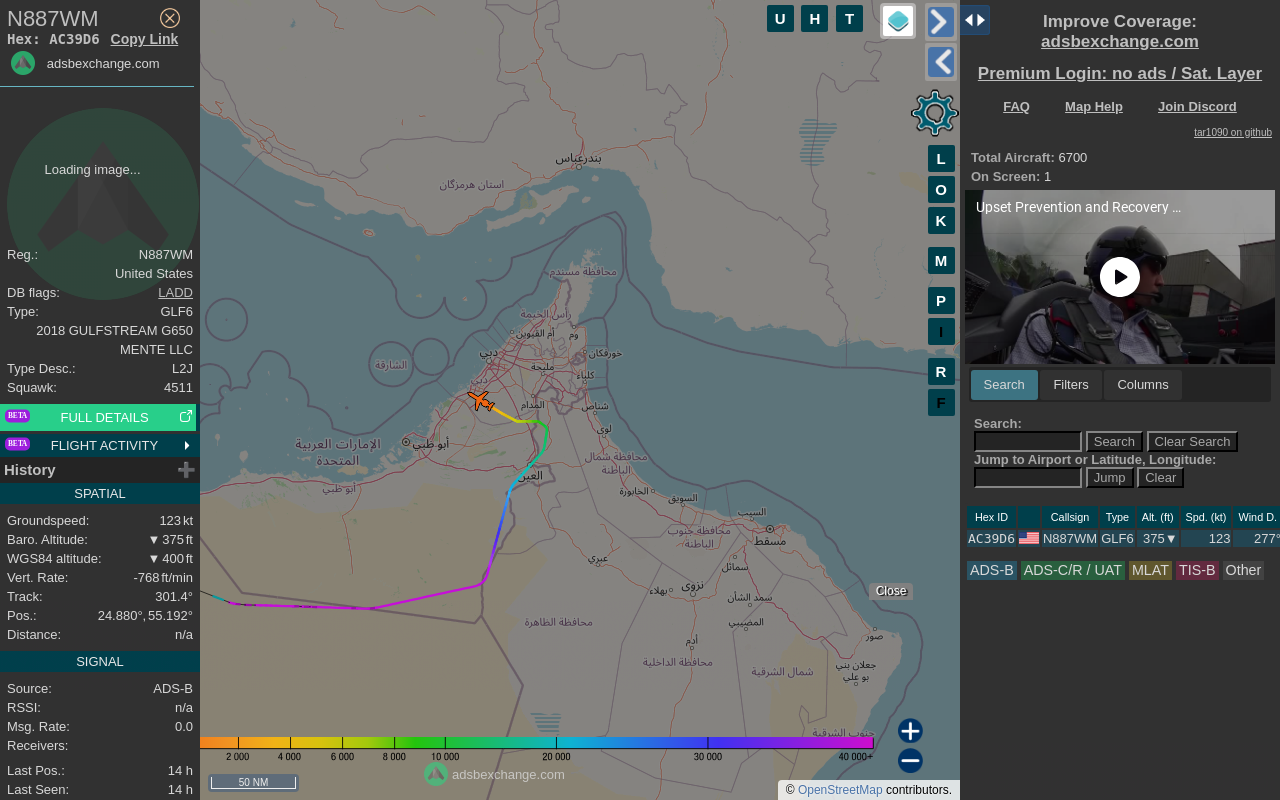 N887WM
Hex: AC39D6 Copy Link
adsbexchange.com
Loading image...
Reg.: N887WM
United States
DB flags: LADD
Type: GLF6
2018 GULFSTREAM G650
MENTE LLC
Type Desc.: L2J
Squawk: 4511
BETA FULL DETAILS
BETA FLIGHT ACTIVITY
History
SPATIAL
Groundspeed: 123 kt
Baro. Altitude: ▼ 375 ft
WGS84 altitude: ▼ 400 ft
Vert. Rate: -768 ft/min
Track: 301.4°
Pos.: 24.880°, 55.192°
Distance: n/a
SIGNAL
Source: ADS-B
RSSI: n/a
Msg. Rate: 0.0
Receivers:
Last Pos.: 14 h
Last Seen: 14 h
U H T
L
O
K
M
P
I
R
F
بندرعباس
استان هرمزگان
محافظة مسندم
رأس الخيمة
أم القيوين
دبي
خورفكان
الشارقة
مليحة
دبي
كلباء
المدام
شناص
لوى
الإمارات العربية
المتحدة
أبو ظبي
أبو ظبي
العين
محافظة شمال
الباطنة
الخابورة
السويق
السيب
محافظة جنوب
الباطنة
مسقط
عبري
سمائل
نزوى
بهلاء
سمد الشأن
المضيبي
محافظة الظاهرة
أدم
محافظة الداخلية
صور
جعلان بني
بو علي
شمال الشرقية
جنوب الشرقية
Close
2 000 4 000 6 000 8 000 10 000 20 000 30 000 40 000+
adsbexchange.com
50 NM
© OpenStreetMap contributors.
Improve Coverage:
adsbexchange.com
Premium Login: no ads / Sat. Layer
FAQ Map Help Join Discord
tar1090 on github
Total Aircraft: 6700
On Screen: 1
Upset Prevention and Recovery ...
Search Filters Columns
Search:
Search Clear Search
Jump to Airport or Latitude, Longitude:
Jump Clear
Hex ID Callsign Type Alt. (ft) Spd. (kt) Wind D.
AC39D6 N887WM GLF6 375▼ 123 277°
ADS-B ADS-C/R / UAT MLAT TIS-B Other